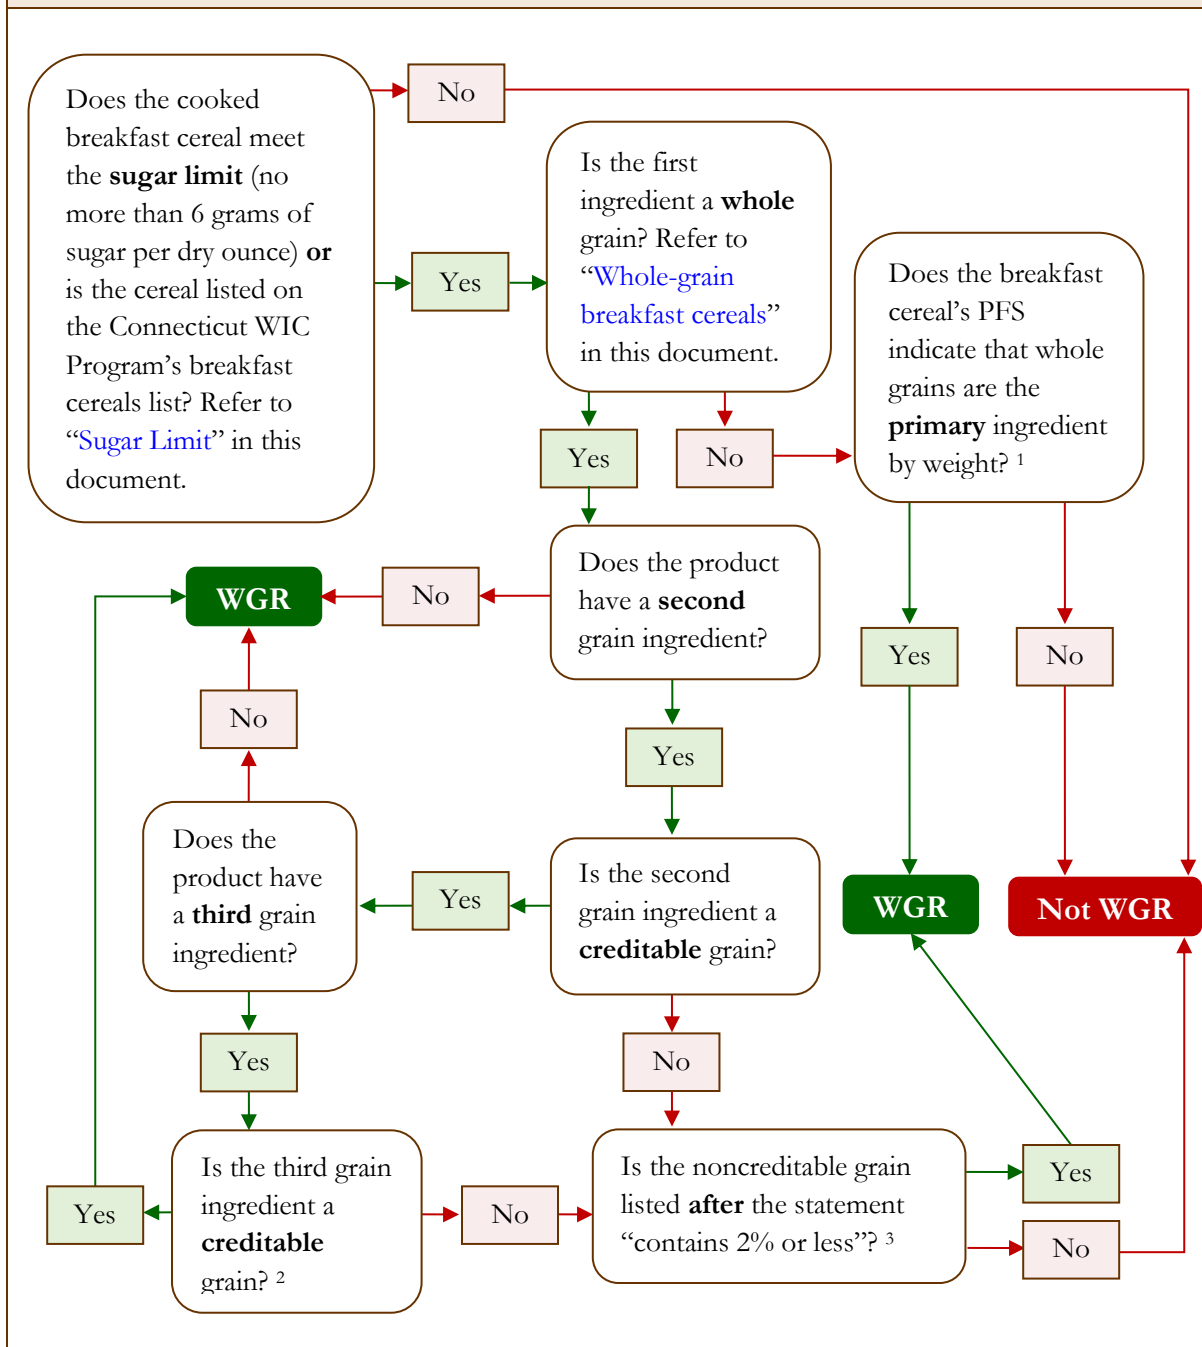 Does the cooked
breakfast cereal meet
the sugar limit (no
more than 6 grams of
sugar per dry ounce) or
is the cereal listed on
the Connecticut WIC
Program’s breakfast
cereals list? Refer to
“Sugar Limit” in this
document.
No
Yes
Is the first
ingredient a whole
grain? Refer to
“Whole-grain
breakfast cereals”
in this document.
Yes
No
Does the breakfast
cereal’s PFS
indicate that whole
grains are the
primary ingredient
by weight? 1
Yes
No
Does the product
have a second
grain ingredient?
No
WGR
Yes
No
Does the
product have
a third grain
ingredient?
Yes
Is the second
grain ingredient a
creditable grain?
WGR
Not WGR
Yes
No
Is the third grain
ingredient a
creditable
grain? 2
Yes
No
Is the noncreditable grain
listed after the statement
“contains 2% or less”? 3
Yes
No